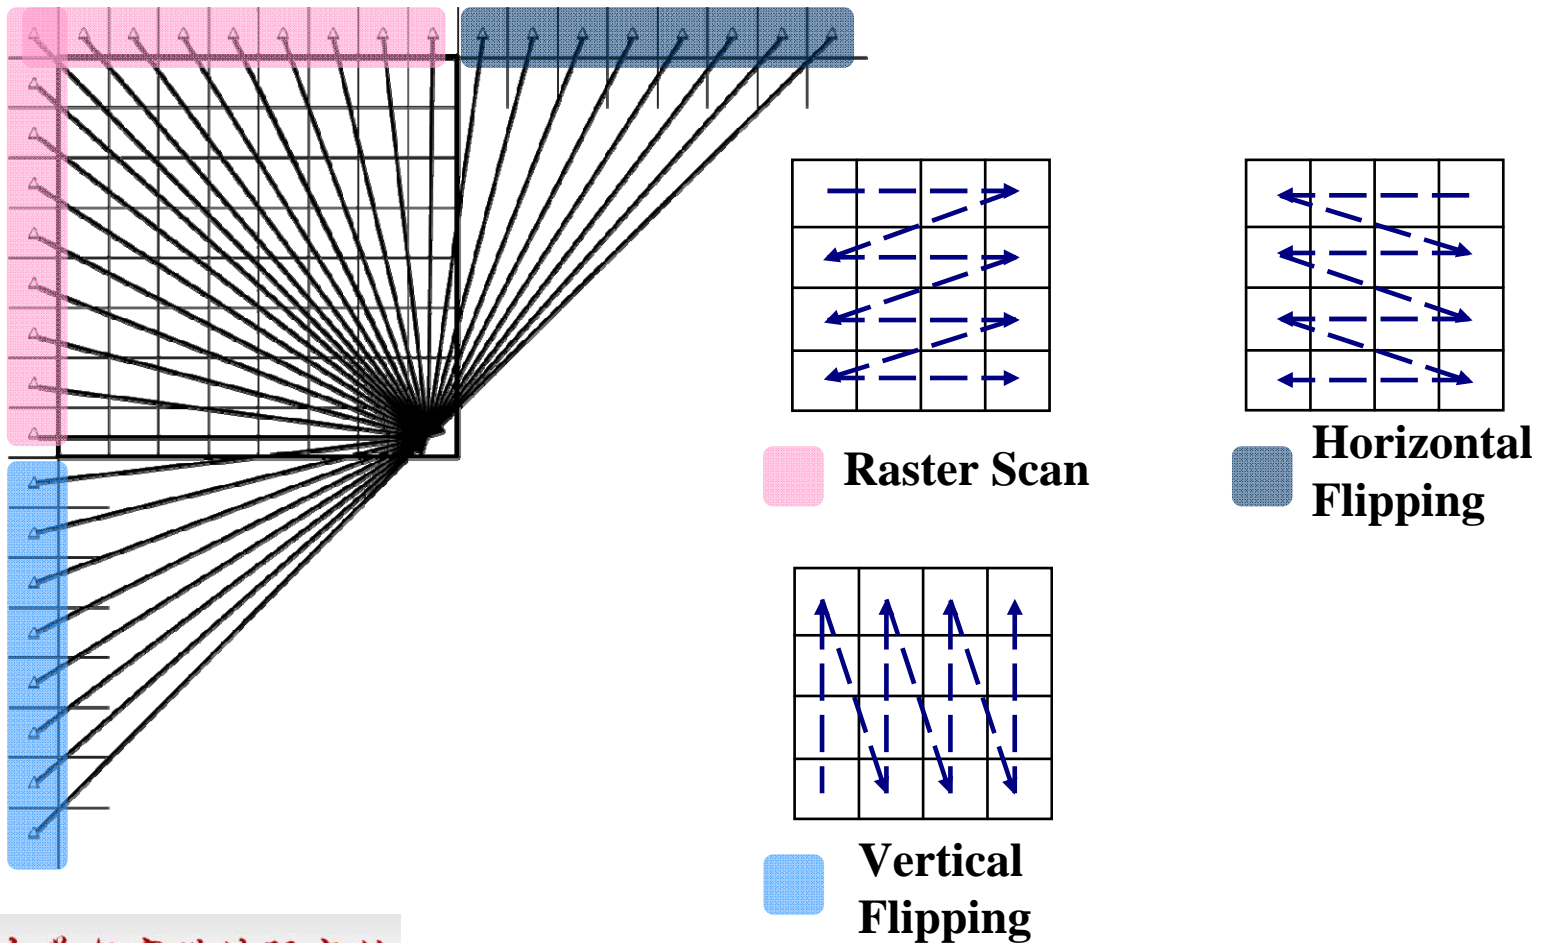 Raster Scan
Horizontal
Flipping
Vertical
Flipping